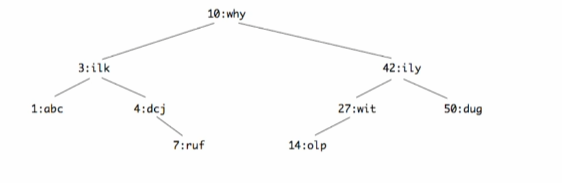 10:why
3:ilk 42:ily
1:abc 4:dcj 27:wit 50:dug
7:ruf 14:olp